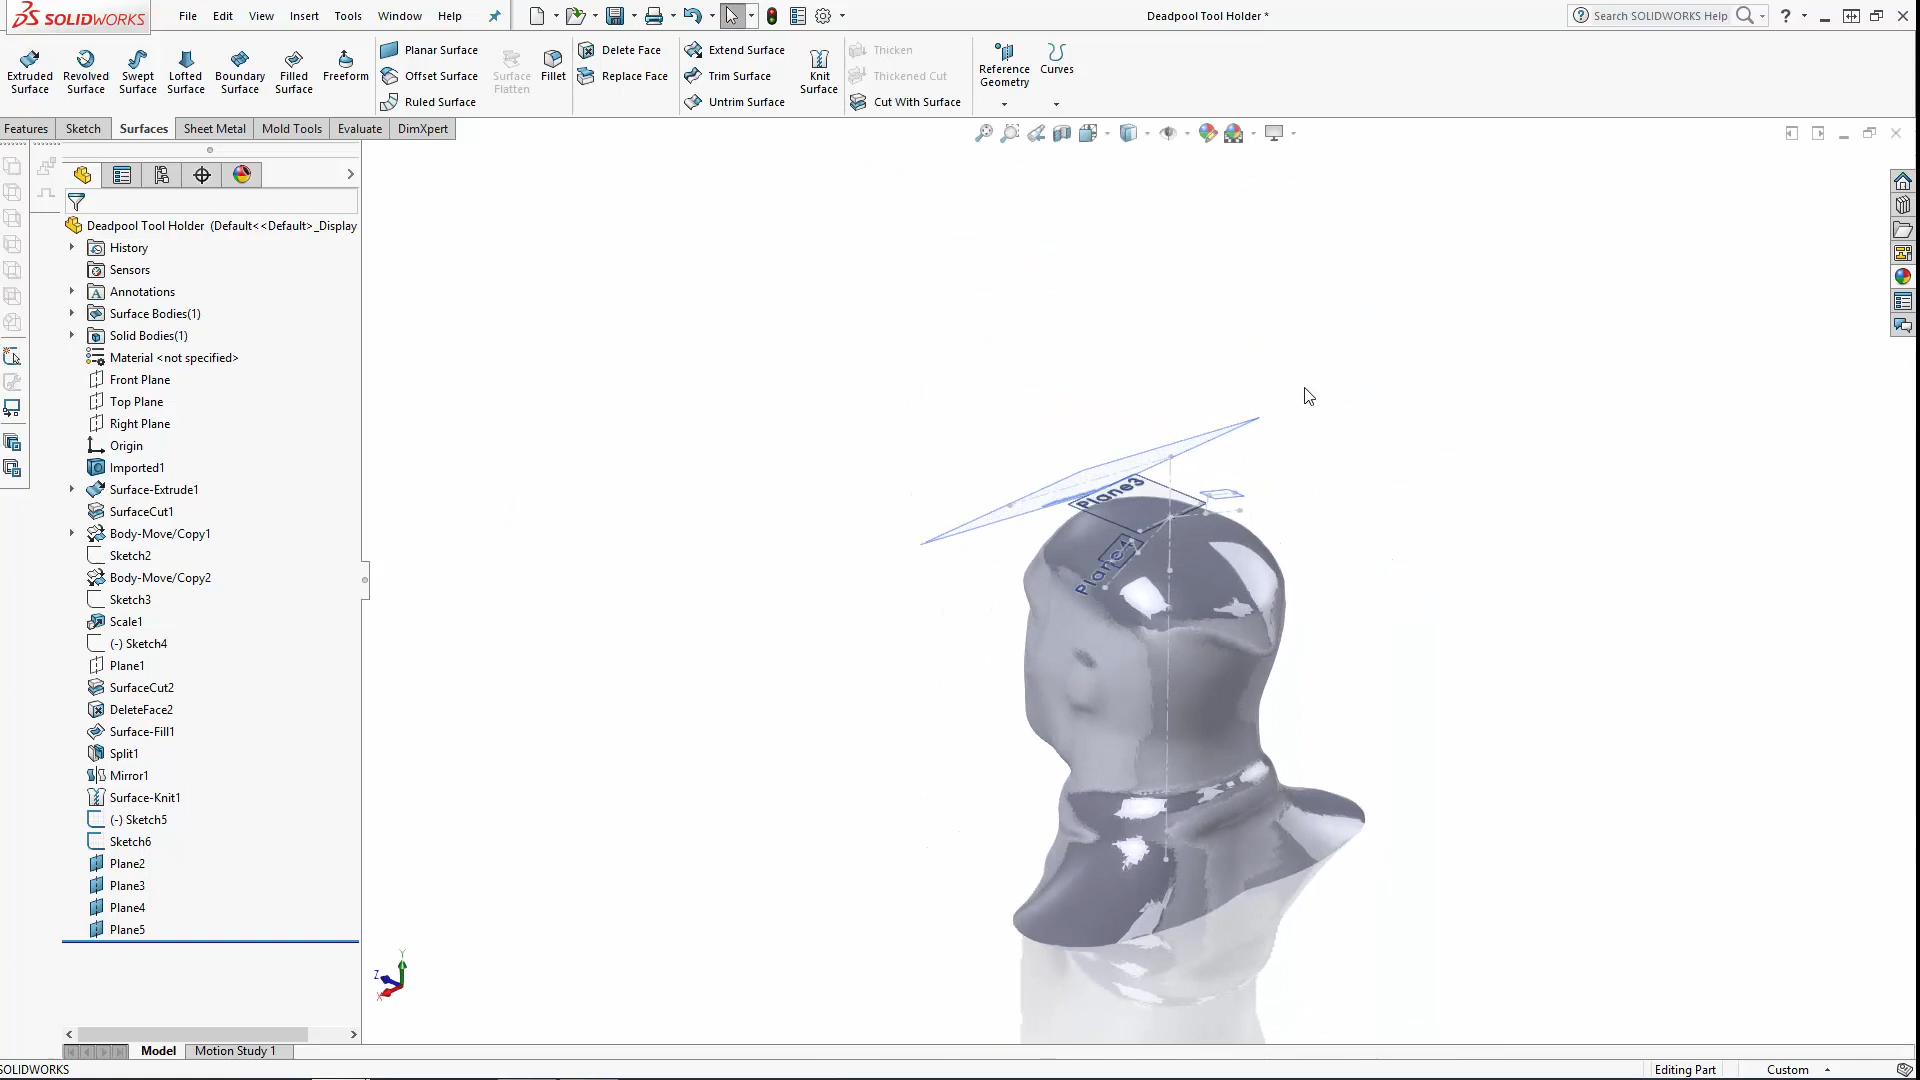 SOLIDWORKS File Edit View Insert Tools Window Help Deadpool Tool Holder * Search SOLIDWORKS Help ?
Extruded Surface
Revolved Surface
Swept Surface
Lofted Surface
Boundary Surface
Filled Surface
Freeform
Planar Surface
Offset Surface
Ruled Surface
Surface Flatten
Fillet
Delete Face
Replace Face
Extend Surface
Trim Surface
Untrim Surface
Knit Surface
Thicken
Thickened Cut
Cut With Surface
Reference Geometry
Curves
Features Sketch Surfaces Sheet Metal Mold Tools Evaluate DimXpert
Deadpool Tool Holder (Default<<Default>_Display
History
Sensors
Annotations
Surface Bodies(1)
Solid Bodies(1)
Material <not specified>
Front Plane
Top Plane
Right Plane
Origin
Imported1
Surface-Extrude1
SurfaceCut1
Body-Move/Copy1
Sketch2
Body-Move/Copy2
Sketch3
Scale1
(-) Sketch4
Plane1
SurfaceCut2
DeleteFace2
Surface-Fill1
Split1
Mirror1
Surface-Knit1
(-) Sketch5
Sketch6
Plane2
Plane3
Plane4
Plane5
Plane3
Plane4
Y
Z
X
Model Motion Study 1
SOLIDWORKS Editing Part Custom